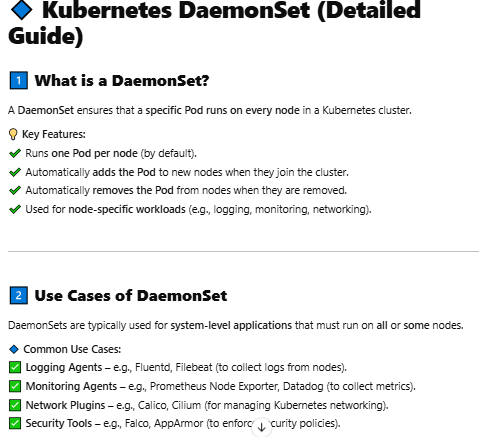 🔷 Kubernetes DaemonSet (Detailed
Guide)
1 What is a DaemonSet?
A DaemonSet ensures that a specific Pod runs on every node in a Kubernetes cluster.
💡 Key Features:
✔ Runs one Pod per node (by default).
✔ Automatically adds the Pod to new nodes when they join the cluster.
✔ Automatically removes the Pod from nodes when they are removed.
✔ Used for node-specific workloads (e.g., logging, monitoring, networking).
2 Use Cases of DaemonSet
DaemonSets are typically used for system-level applications that must run on all or some nodes.
🔹 Common Use Cases:
✅ Logging Agents – e.g., Fluentd, Filebeat (to collect logs from nodes).
✅ Monitoring Agents – e.g., Prometheus Node Exporter, Datadog (to collect metrics).
✅ Network Plugins – e.g., Calico, Cilium (for managing Kubernetes networking).
✅ Security Tools – e.g., Falco, AppArmor (to policies).